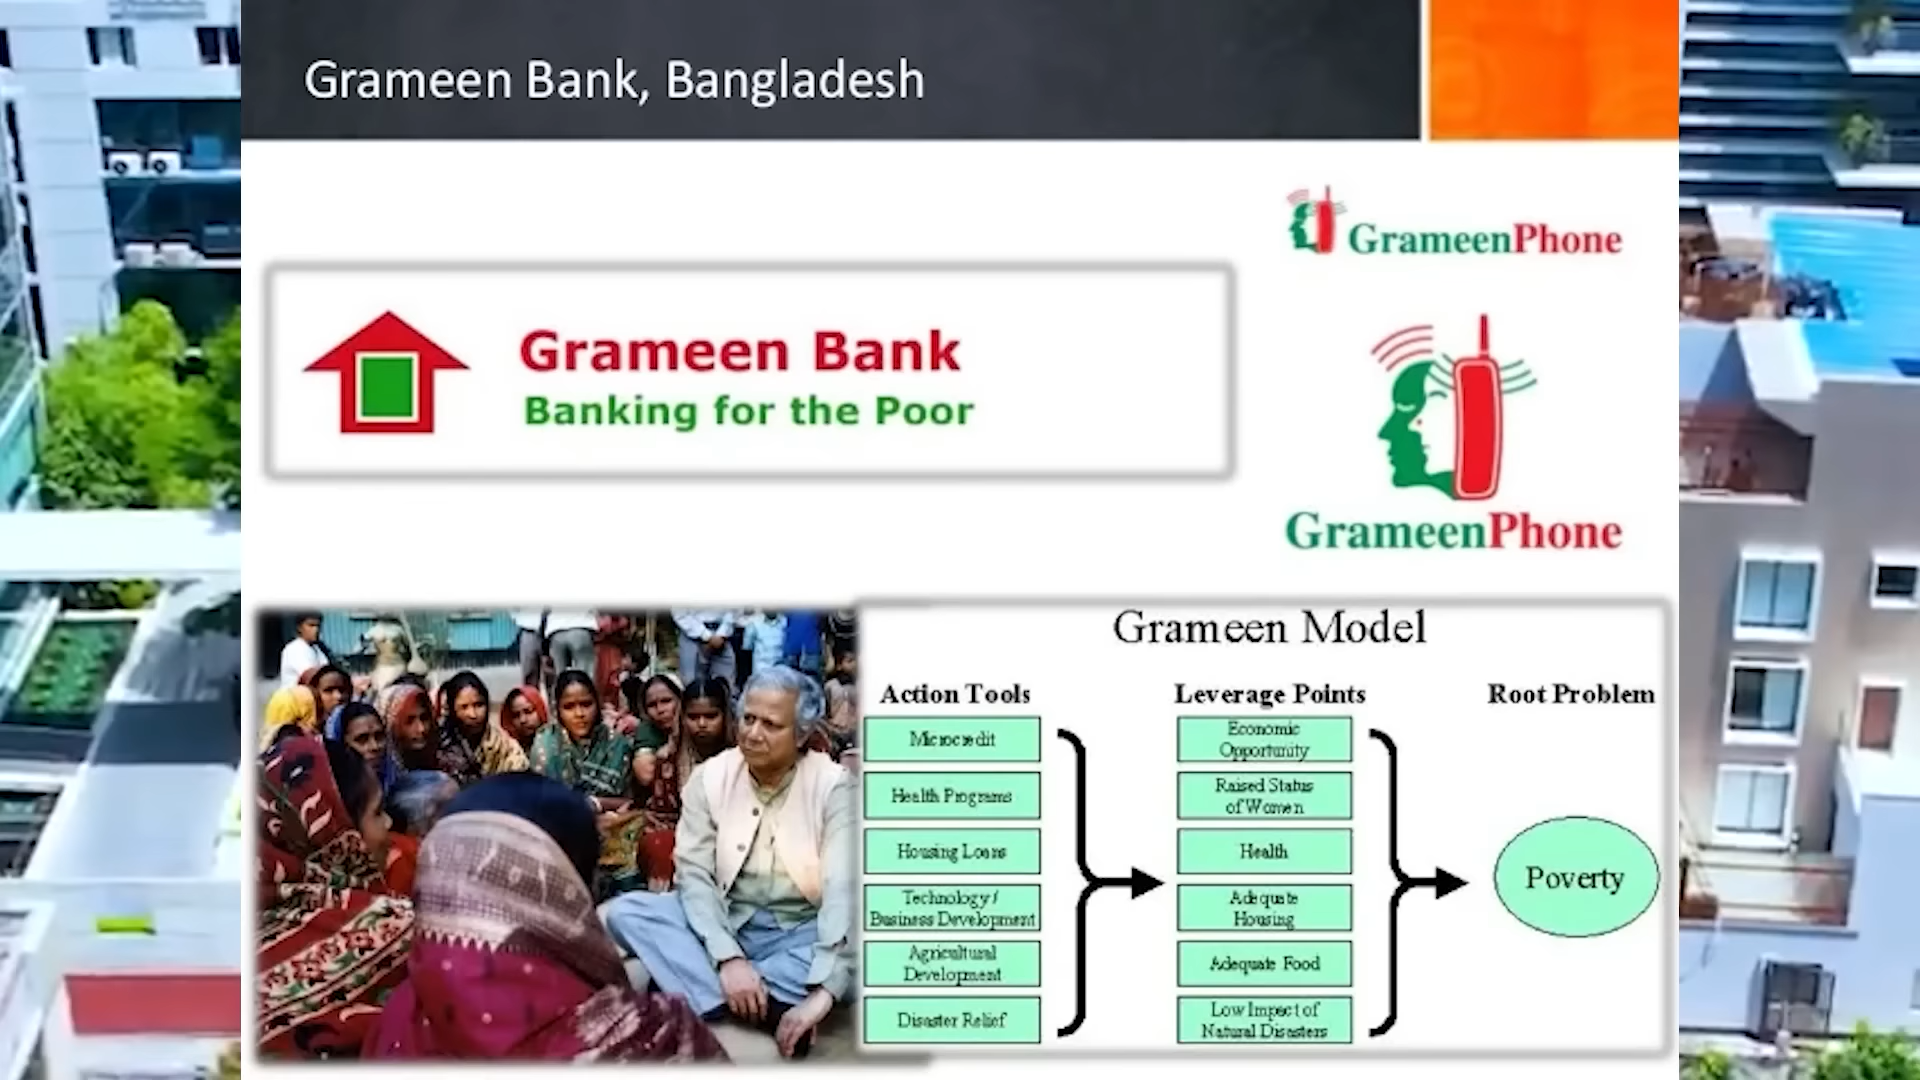 Grameen Bank, Bangladesh
GrameenPhone
Grameen Bank
Banking for the Poor
GrameenPhone
Grameen Model
Action Tools
Microcredit
Health Programs
Housing Loans
Technology /
Business Development
Agricultural
Development
Disaster Relief
Leverage Points
Economic
Opportunity
Raised Status
of Women
Health
Adequate
Housing
Adequate Food
Low Impact of
Natural Disasters
Root Problem
Poverty